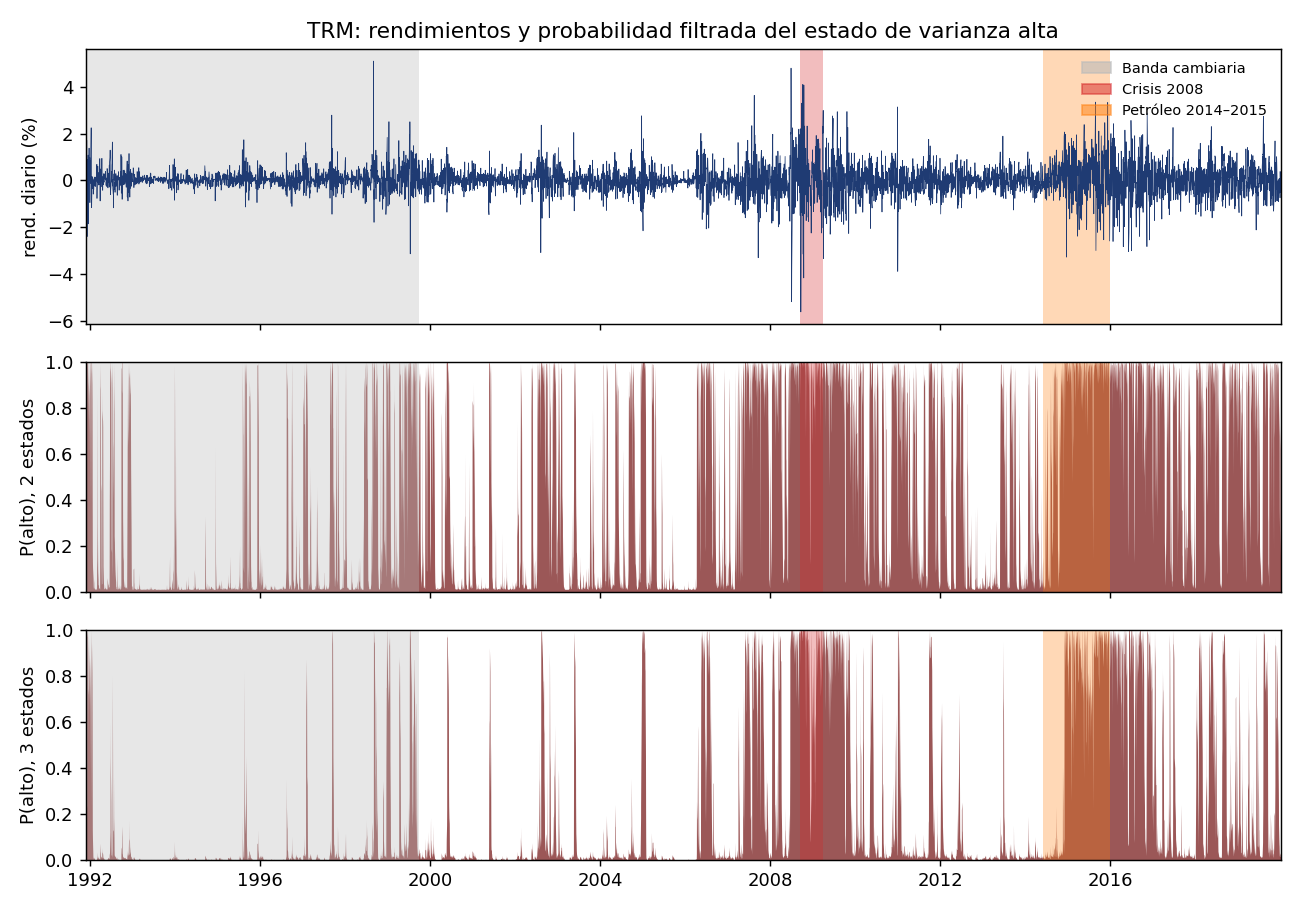 TRM: rendimientos y probabilidad filtrada del estado de varianza alta
rend. diario (%)
4
2
0
−2
−4
−6
Banda cambiaria
Crisis 2008
Petróleo 2014–2015
P(alto), 2 estados
1.0
0.8
0.6
0.4
0.2
0.0
P(alto), 3 estados
1.0
0.8
0.6
0.4
0.2
0.0
1992 1996 2000 2004 2008 2012 2016